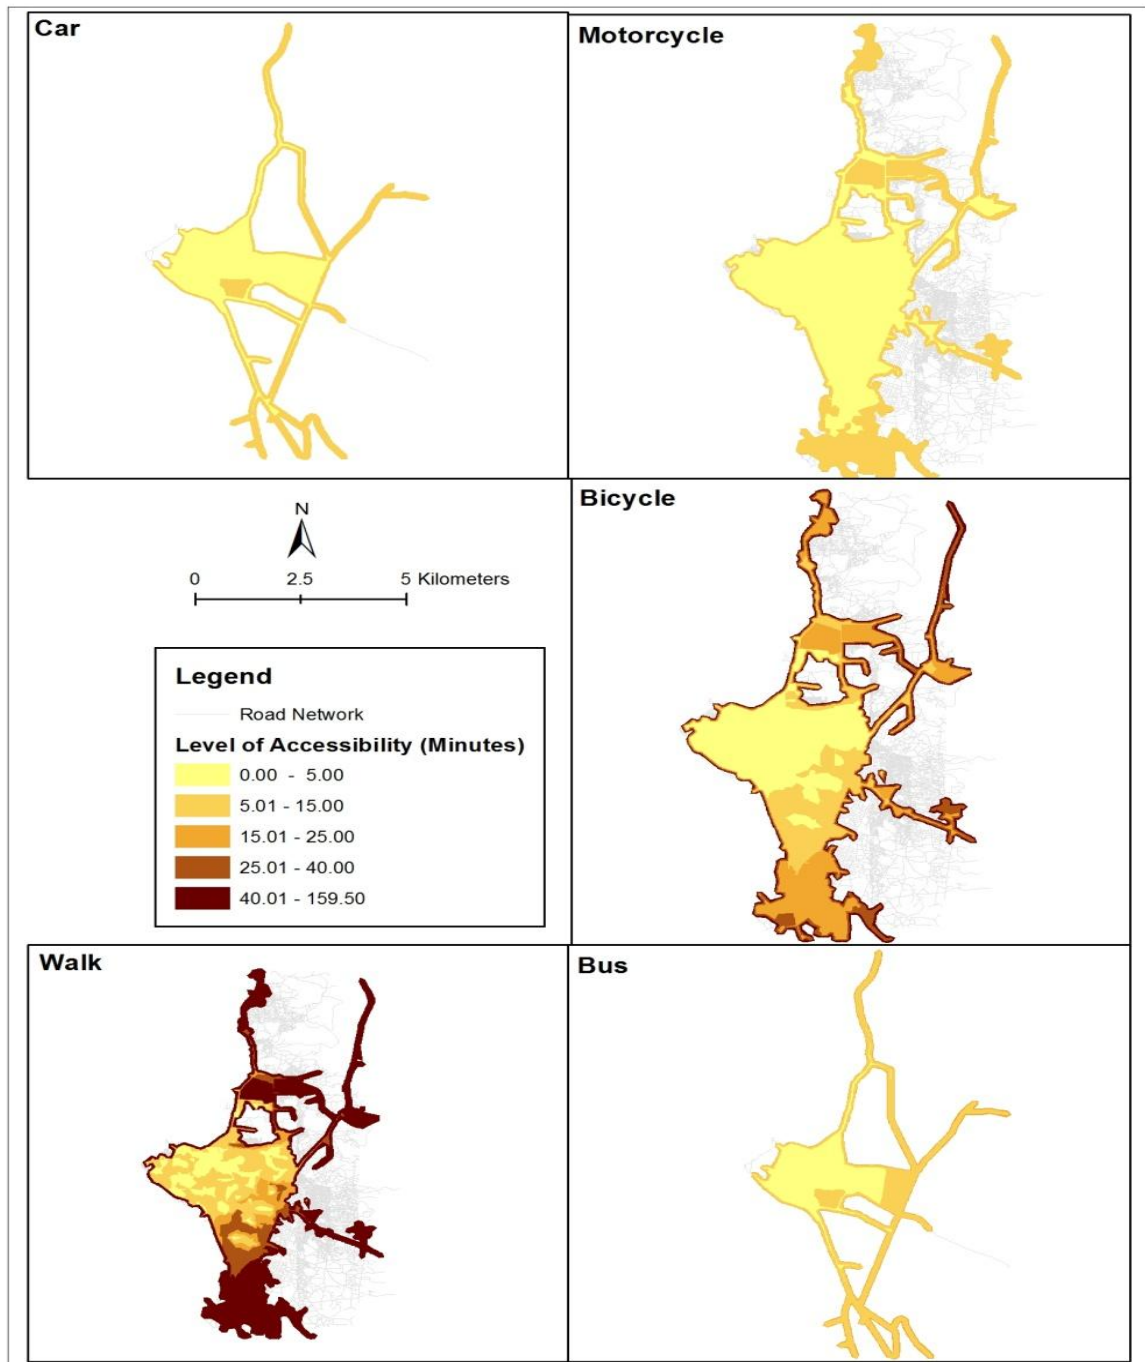 Car
Motorcycle
N
0 2.5 5 Kilometers
Legend
Road Network
Level of Accessibility (Minutes)
0.00 - 5.00
5.01 - 15.00
15.01 - 25.00
25.01 - 40.00
40.01 - 159.50
Bicycle
Walk
Bus